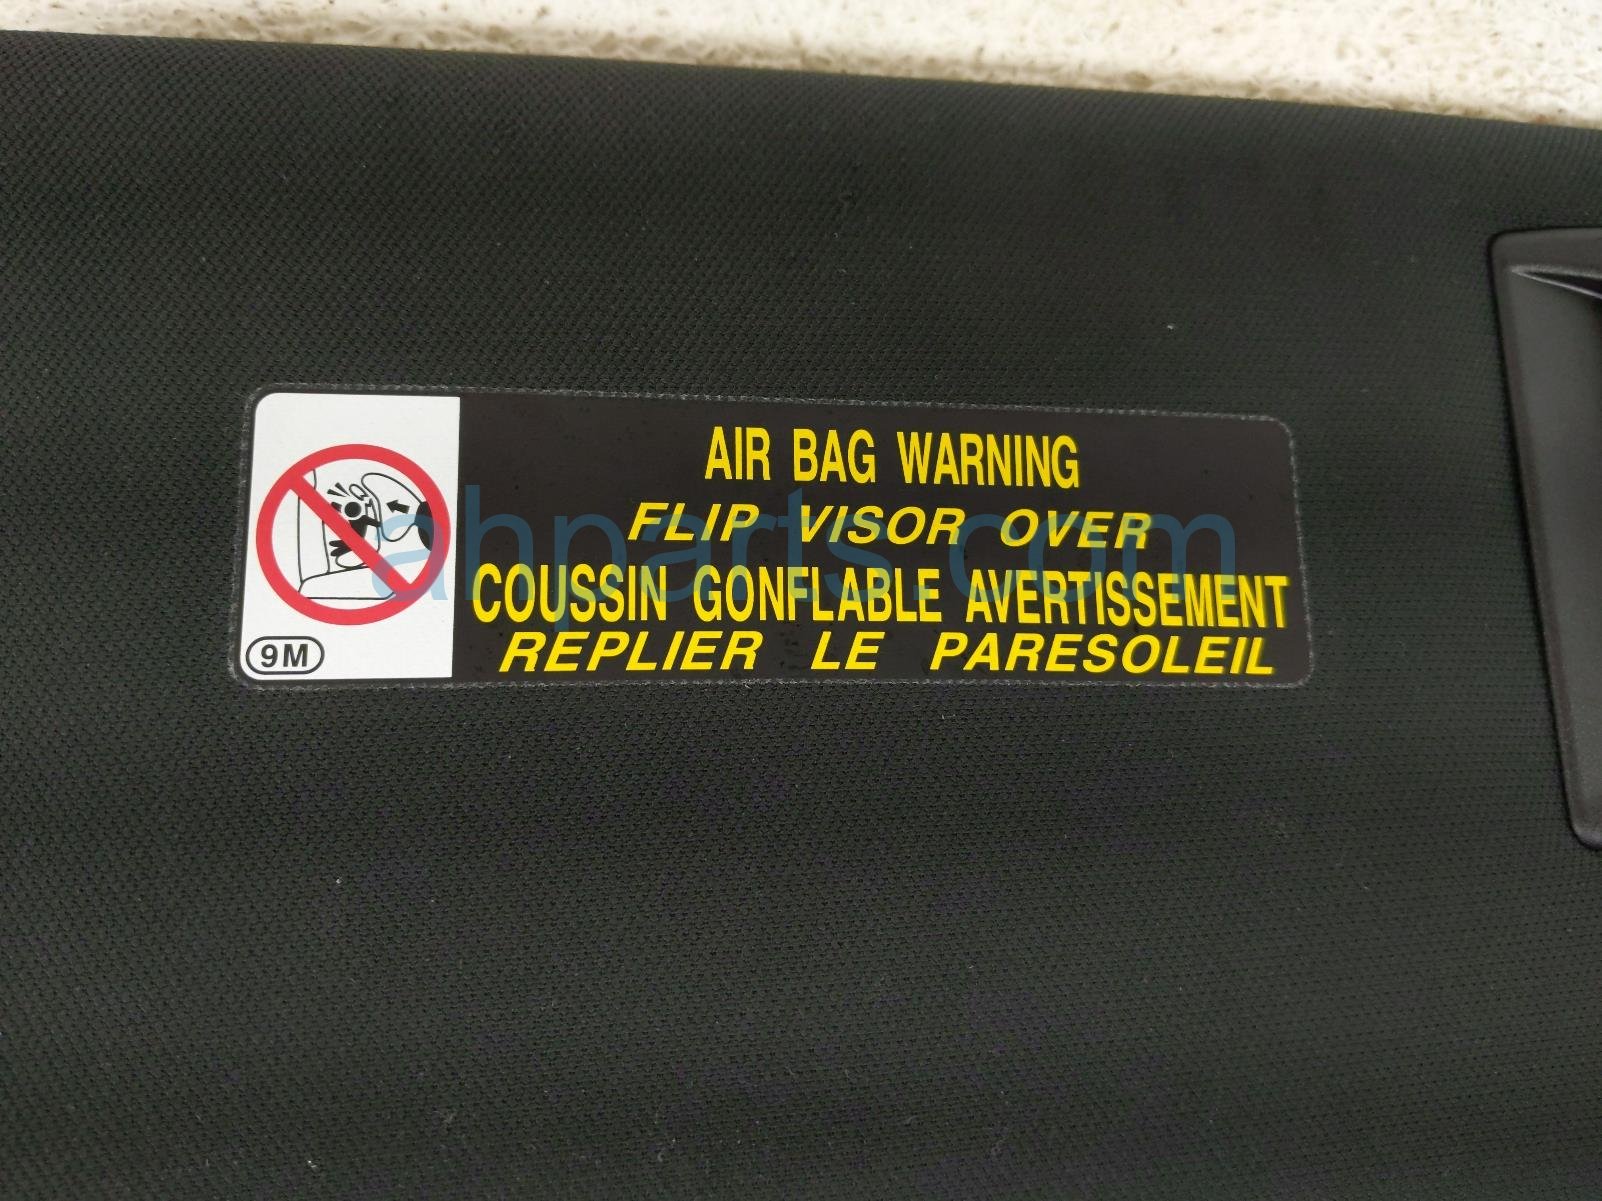 AIR BAG WARNING
FLIP VISOR OVER
COUSSIN GONFLABLE AVERTISSEMENT
REPLIER LE PARESOLEIL
9M
ahparts.com